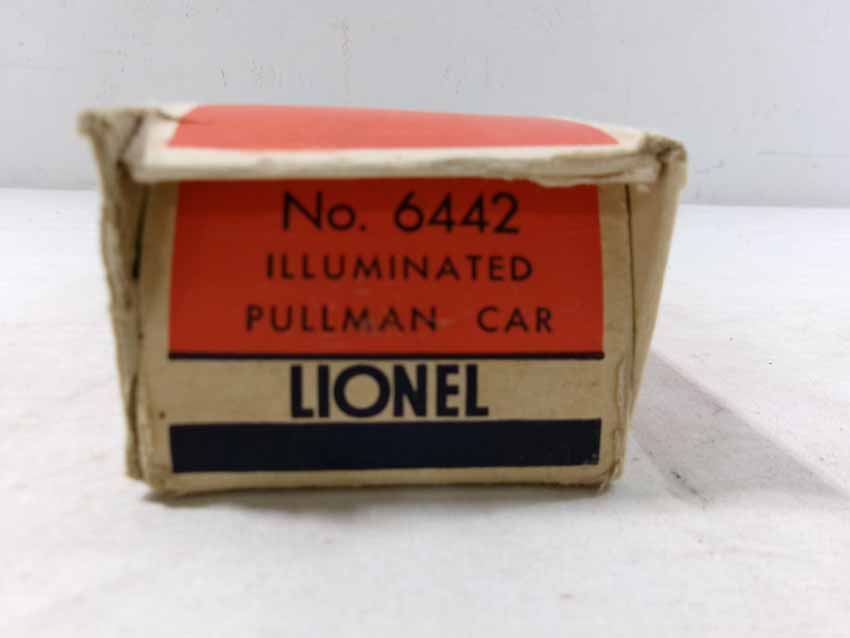 No. 6442
ILLUMINATED
PULLMAN CAR
LIONEL